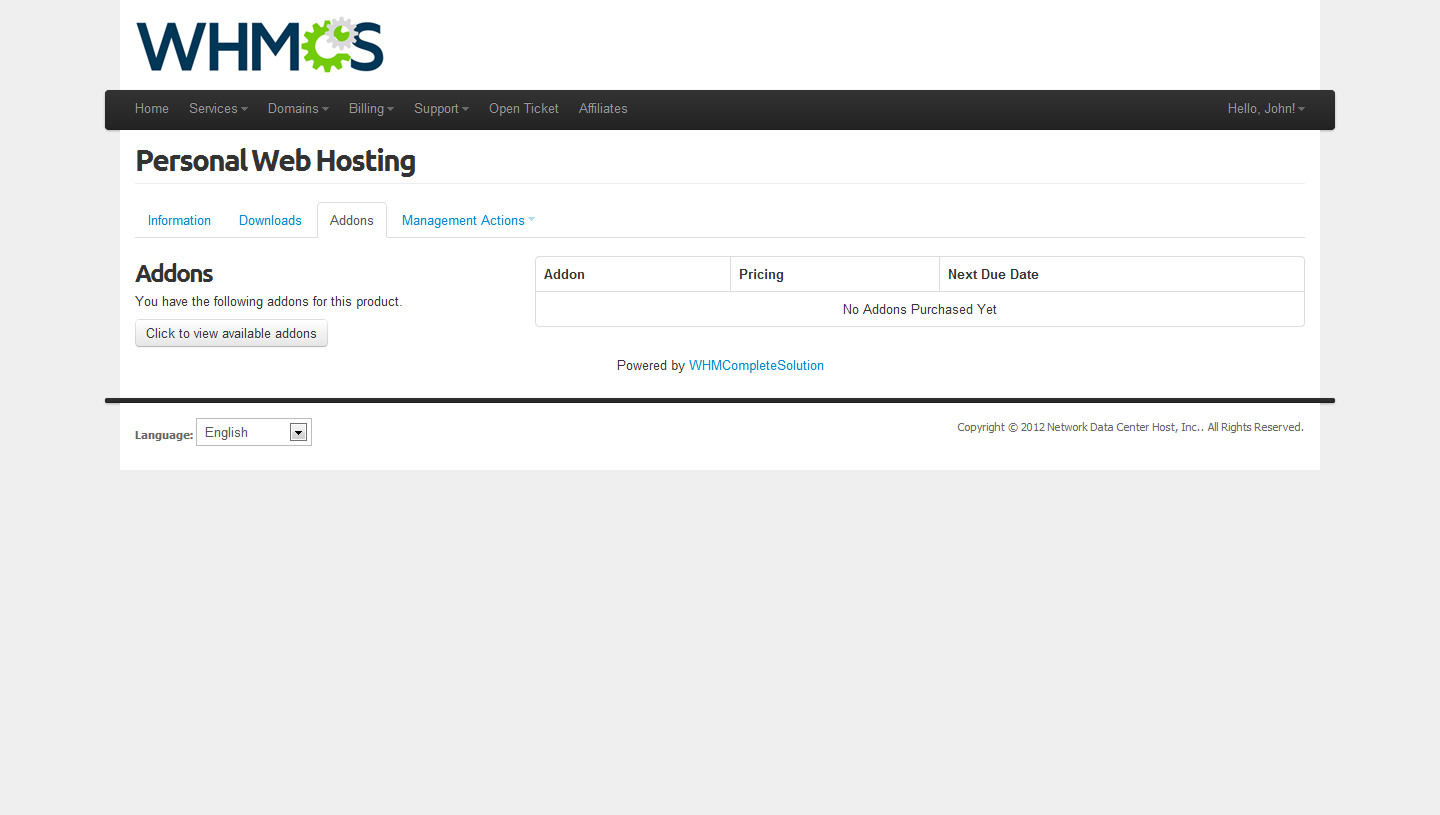 WHMCS
Home Services Domains Billing Support Open Ticket Affiliates Hello, John!
Personal Web Hosting
Information Downloads Addons Management Actions
Addons
You have the following addons for this product.
Click to view available addons
Addon Pricing Next Due Date
No Addons Purchased Yet
Powered by WHMCompleteSolution
Language: English
Copyright © 2012 Network Data Center Host, Inc.. All Rights Reserved.